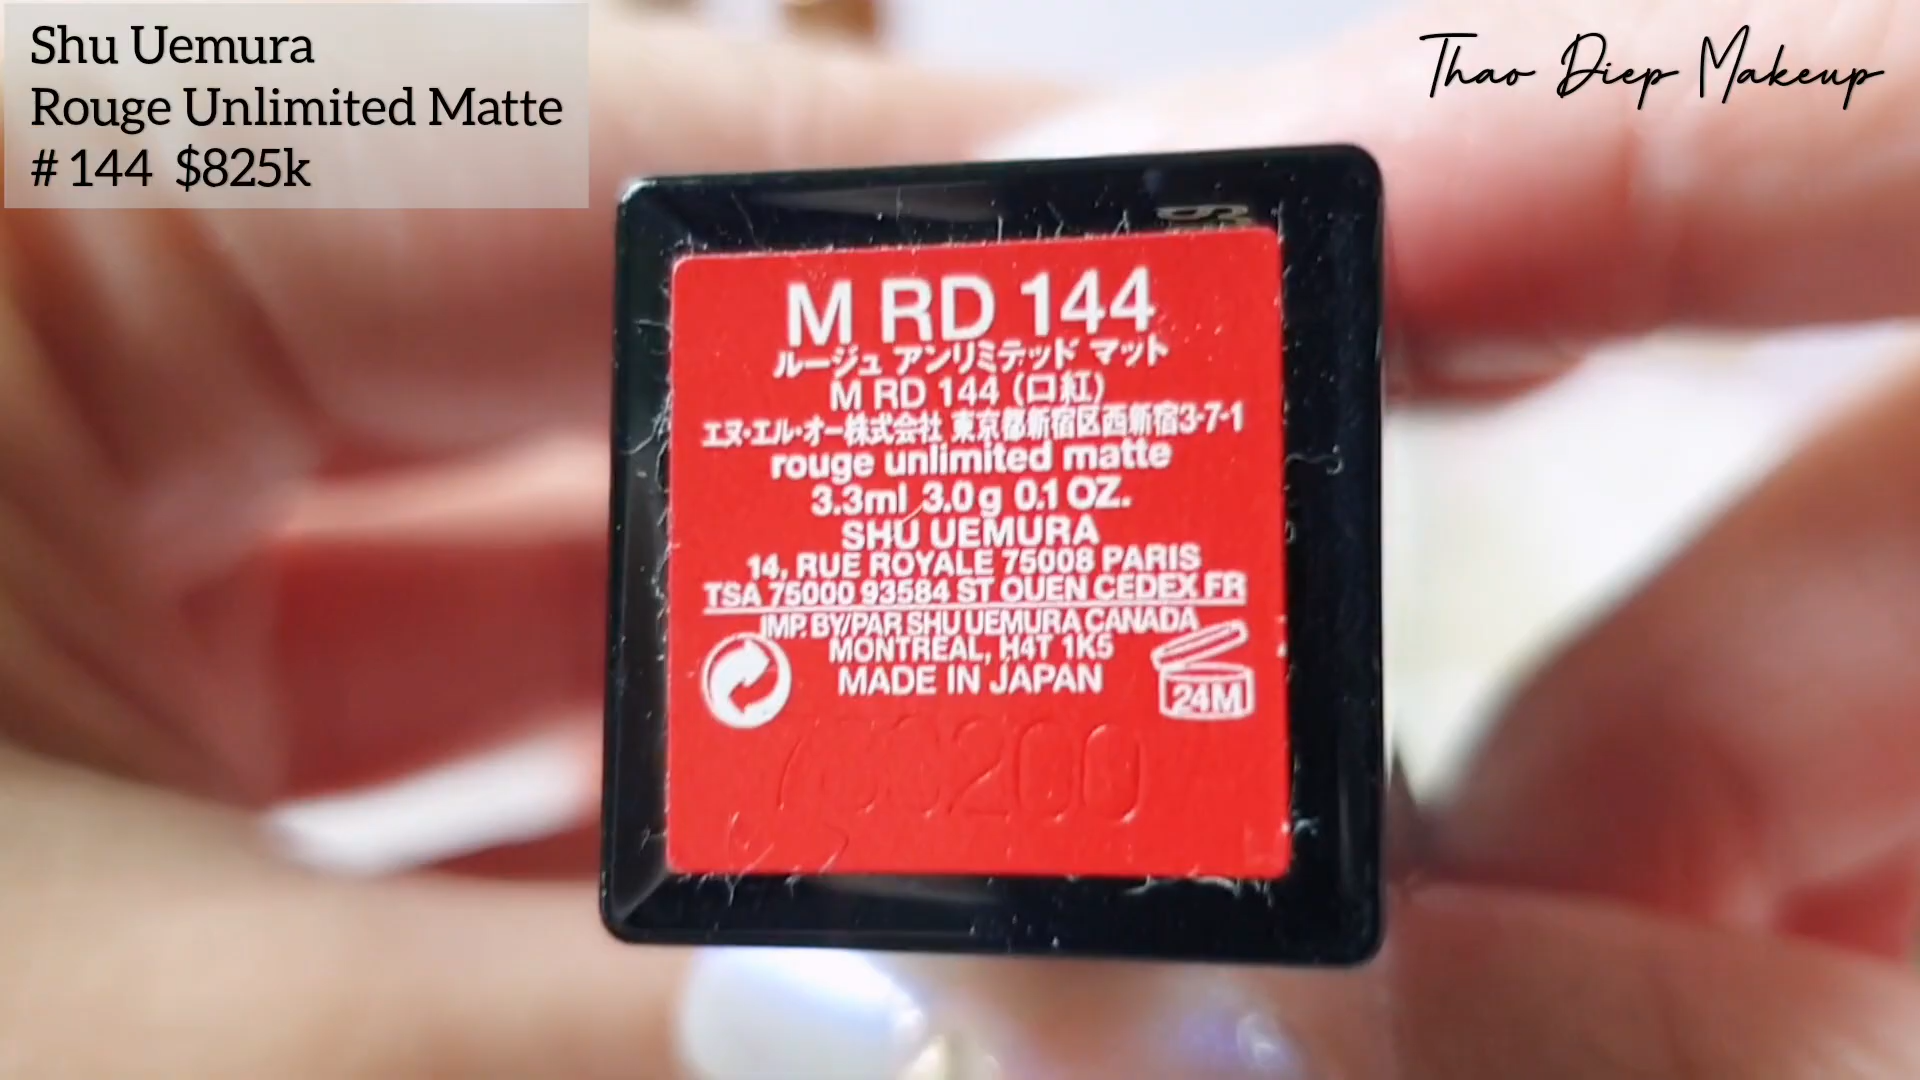 Shu Uemura
Rouge Unlimited Matte
# 144 $825k
Thao Diep Makeup
M RD 144
ルージュ アンリミテッド マット
M RD 144 (口紅)
エヌ・エル・オー株式会社 東京都新宿区西新宿3-7-1
rouge unlimited matte
3.3ml 3.0g 0.1 OZ.
SHU UEMURA
14, RUE ROYALE 75008 PARIS
TSA 75000 93584 ST OUEN CEDEX FR
IMP. BY/PAR SHU UEMURA CANADA
MONTREAL, H4T 1K5
MADE IN JAPAN
24M